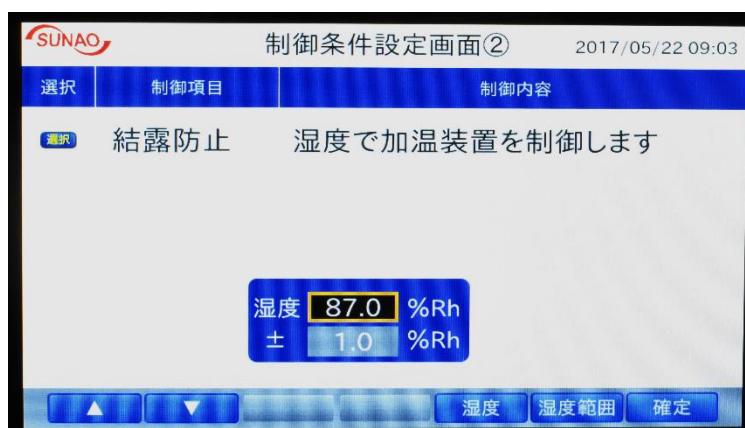 SUNAO
制御条件設定画面②
2017/05/22 09:03
選択 制御項目 制御内容
選択 結露防止 湿度で加温装置を制御します
湿度 87.0 %Rh
± 1.0 %Rh
▲ ▼ 湿度 湿度範囲 確定